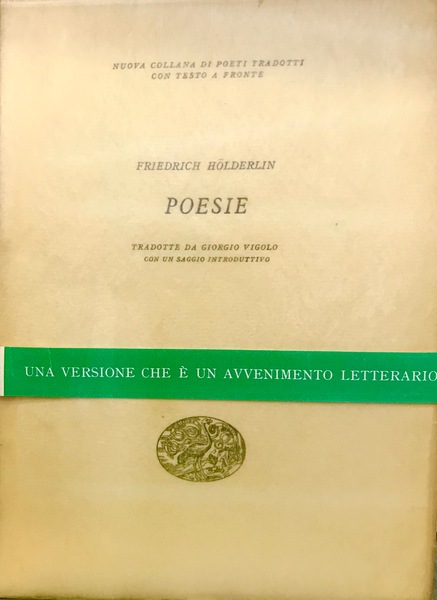 NUOVA COLLANA DI POETI TRADOTTI
CON TESTO A FRONTE
FRIEDRICH HÖLDERLIN
POESIE
TRADOTTE DA GIORGIO VIGOLO
CON UN SAGGIO INTRODUTTIVO
UNA VERSIONE CHE È UN AVVENIMENTO LETTERARIO